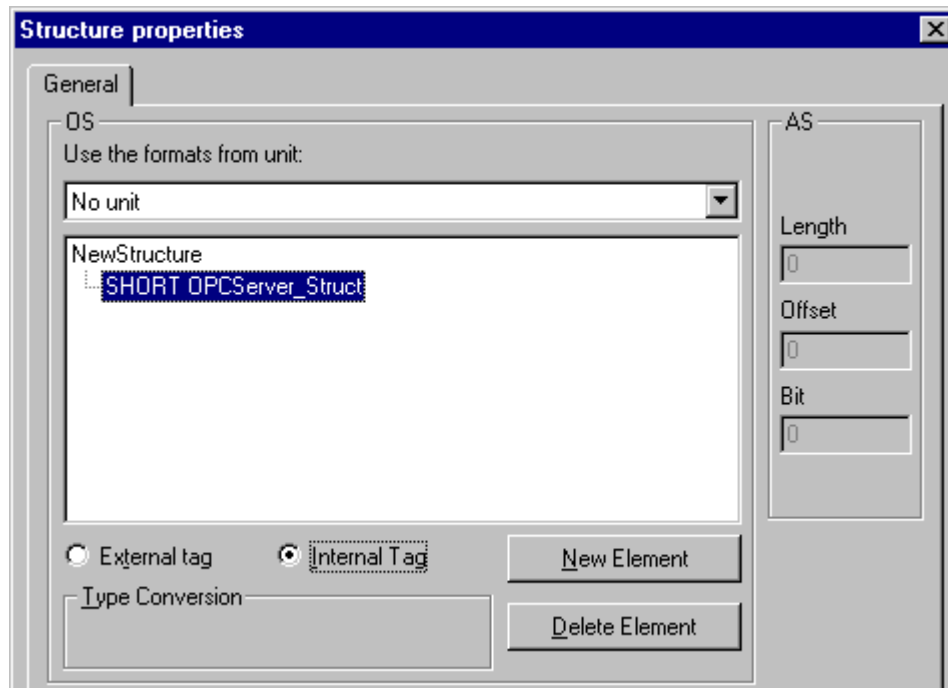 Structure properties
General
OS
Use the formats from unit:
No unit
NewStructure
SHORT OPCServer_Struct
External tag
Internal Tag
New Element
Type Conversion
Delete Element
AS
Length
0
Offset
0
Bit
0